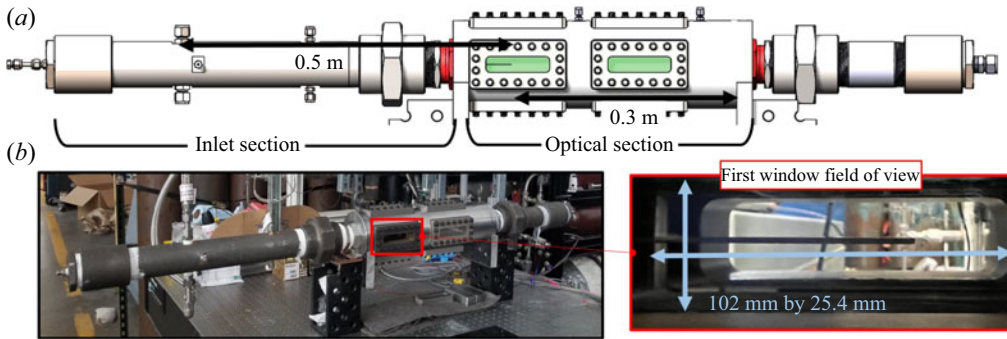 (a)
0.5 m
0.3 m
Inlet section
Optical section
(b)
First window field of view
102 mm by 25.4 mm